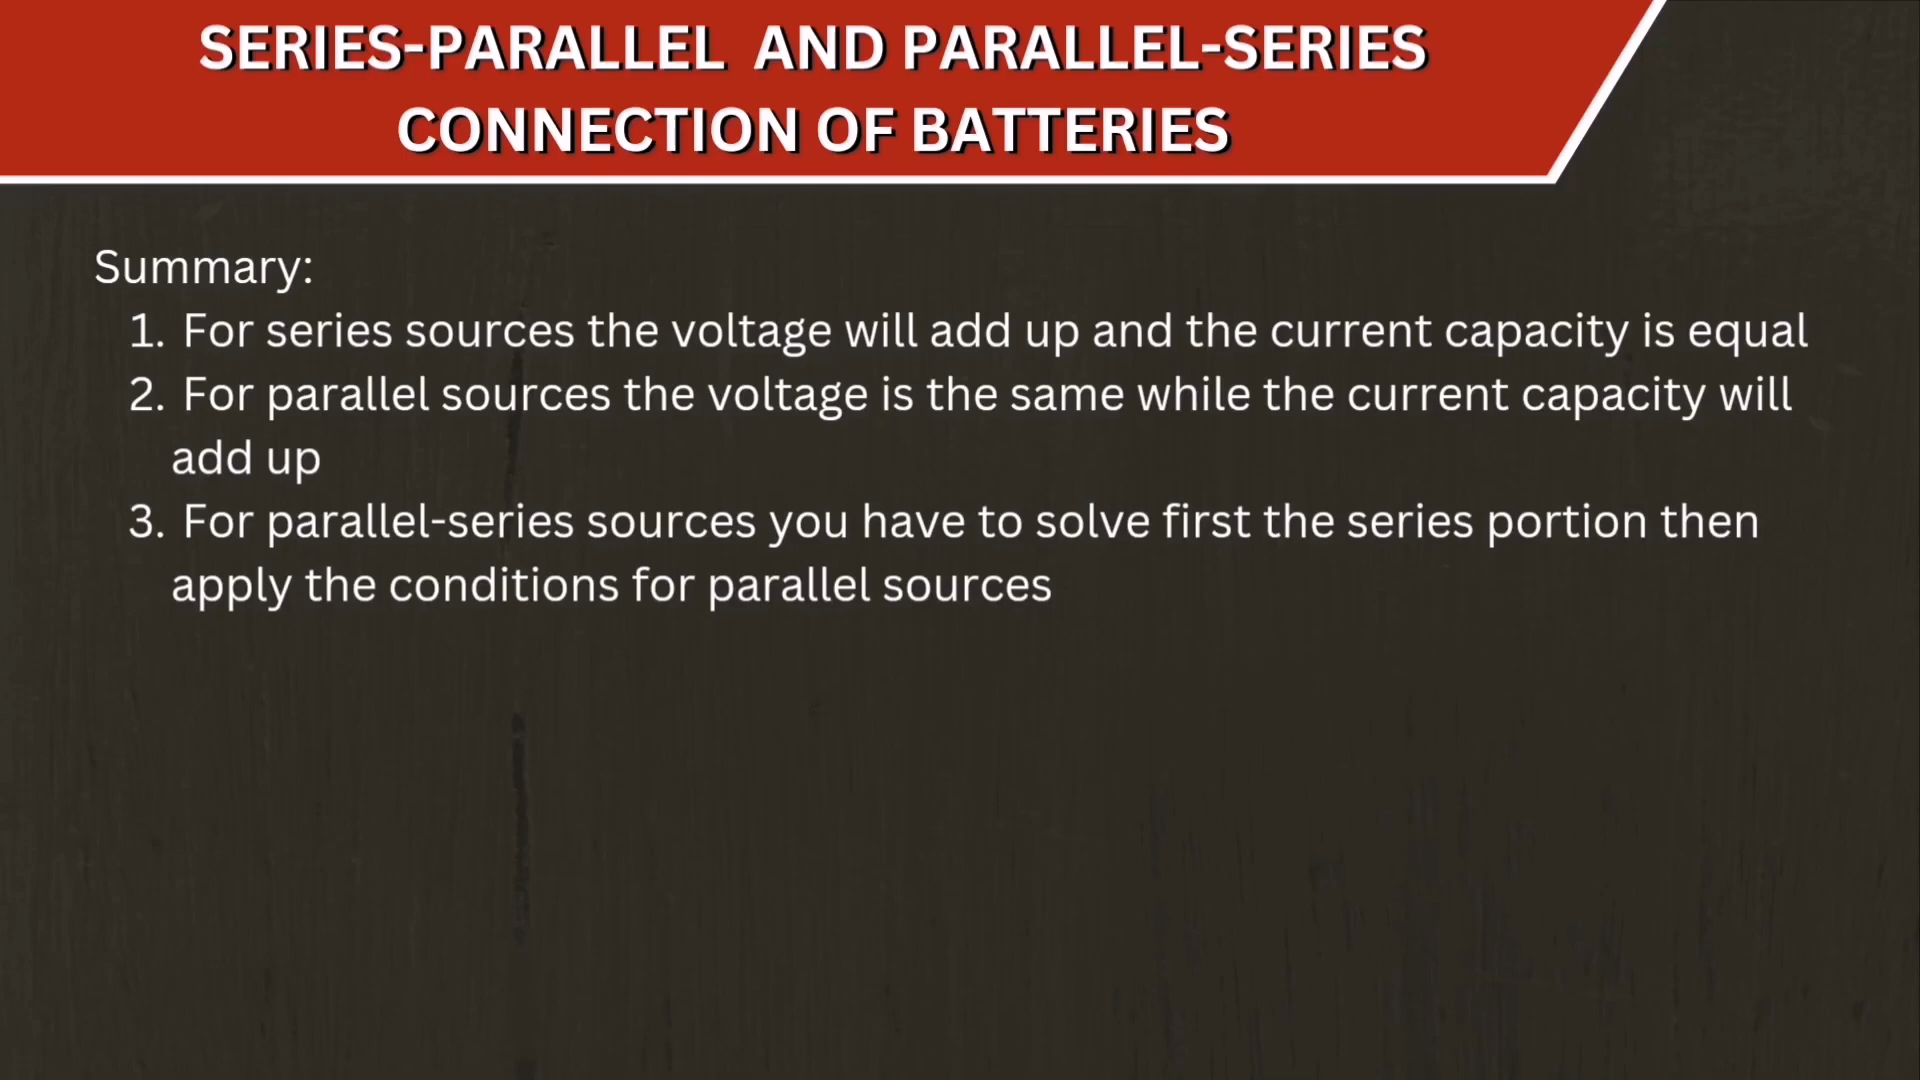 SERIES-PARALLEL AND PARALLEL-SERIES
CONNECTION OF BATTERIES
Summary:
1. For series sources the voltage will add up and the current capacity is equal
2. For parallel sources the voltage is the same while the current capacity will
add up
3. For parallel-series sources you have to solve first the series portion then
apply the conditions for parallel sources